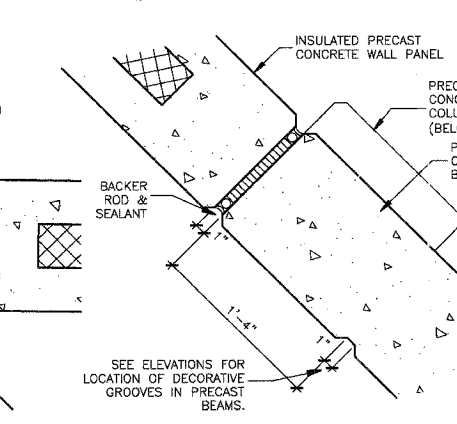 INSULATED PRECAST
CONCRETE WALL PANEL
BACKER
ROD &
SEALANT
1"
1'-4"
1"
SEE ELEVATIONS FOR
LOCATION OF DECORATIVE
GROOVES IN PRECAST
BEAMS.
(BEL